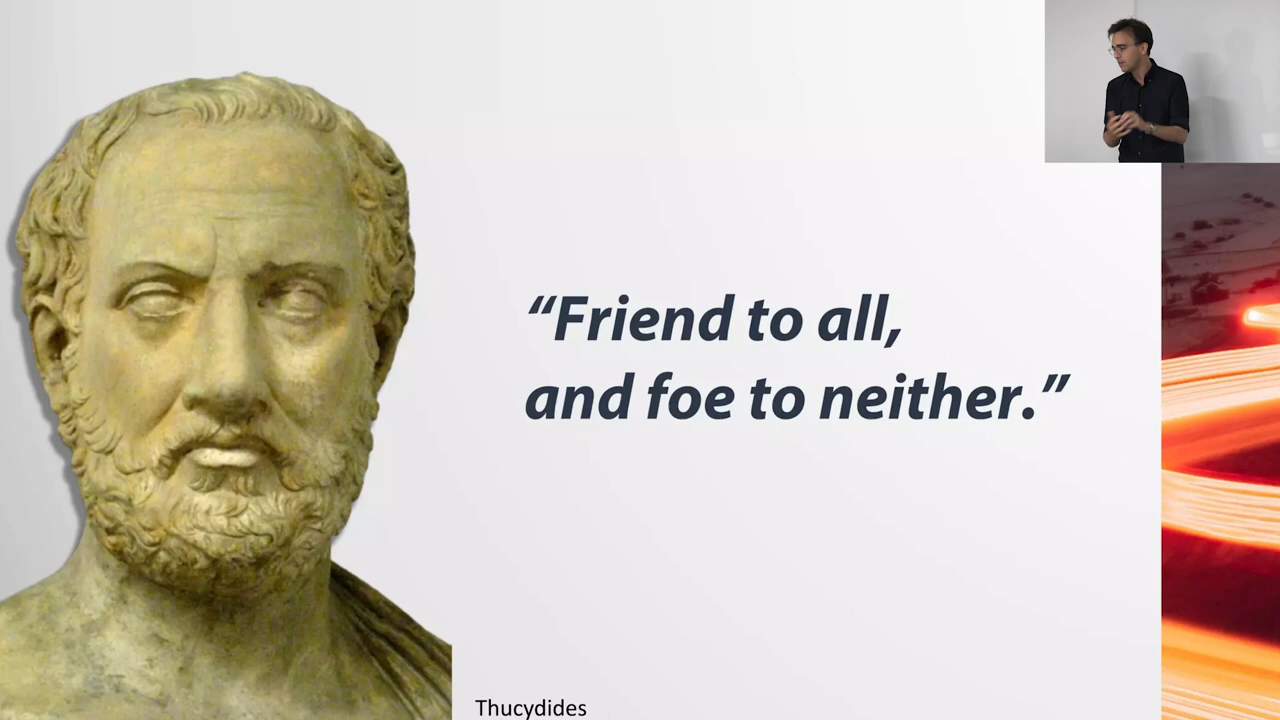 “Friend to all,
and foe to neither.”
Thucydides